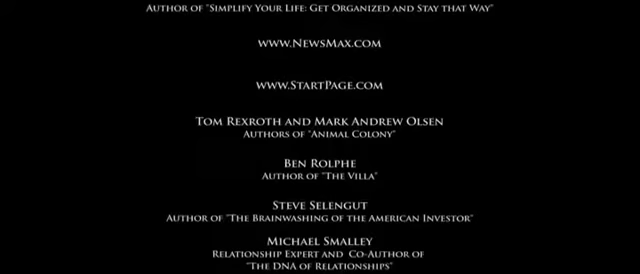 Author of "Simplify Your Life: Get Organized and Stay that Way"
www.NewsMax.com
www.StartPage.com
Tom Rexroth and Mark Andrew Olsen
Authors of "Animal Colony"
Ben Rolphe
Author of "The Villa"
Steve Selengut
Author of "The Brainwashing of the American Investor"
Michael Smalley
Relationship Expert and Co-Author of
"The DNA of Relationships"